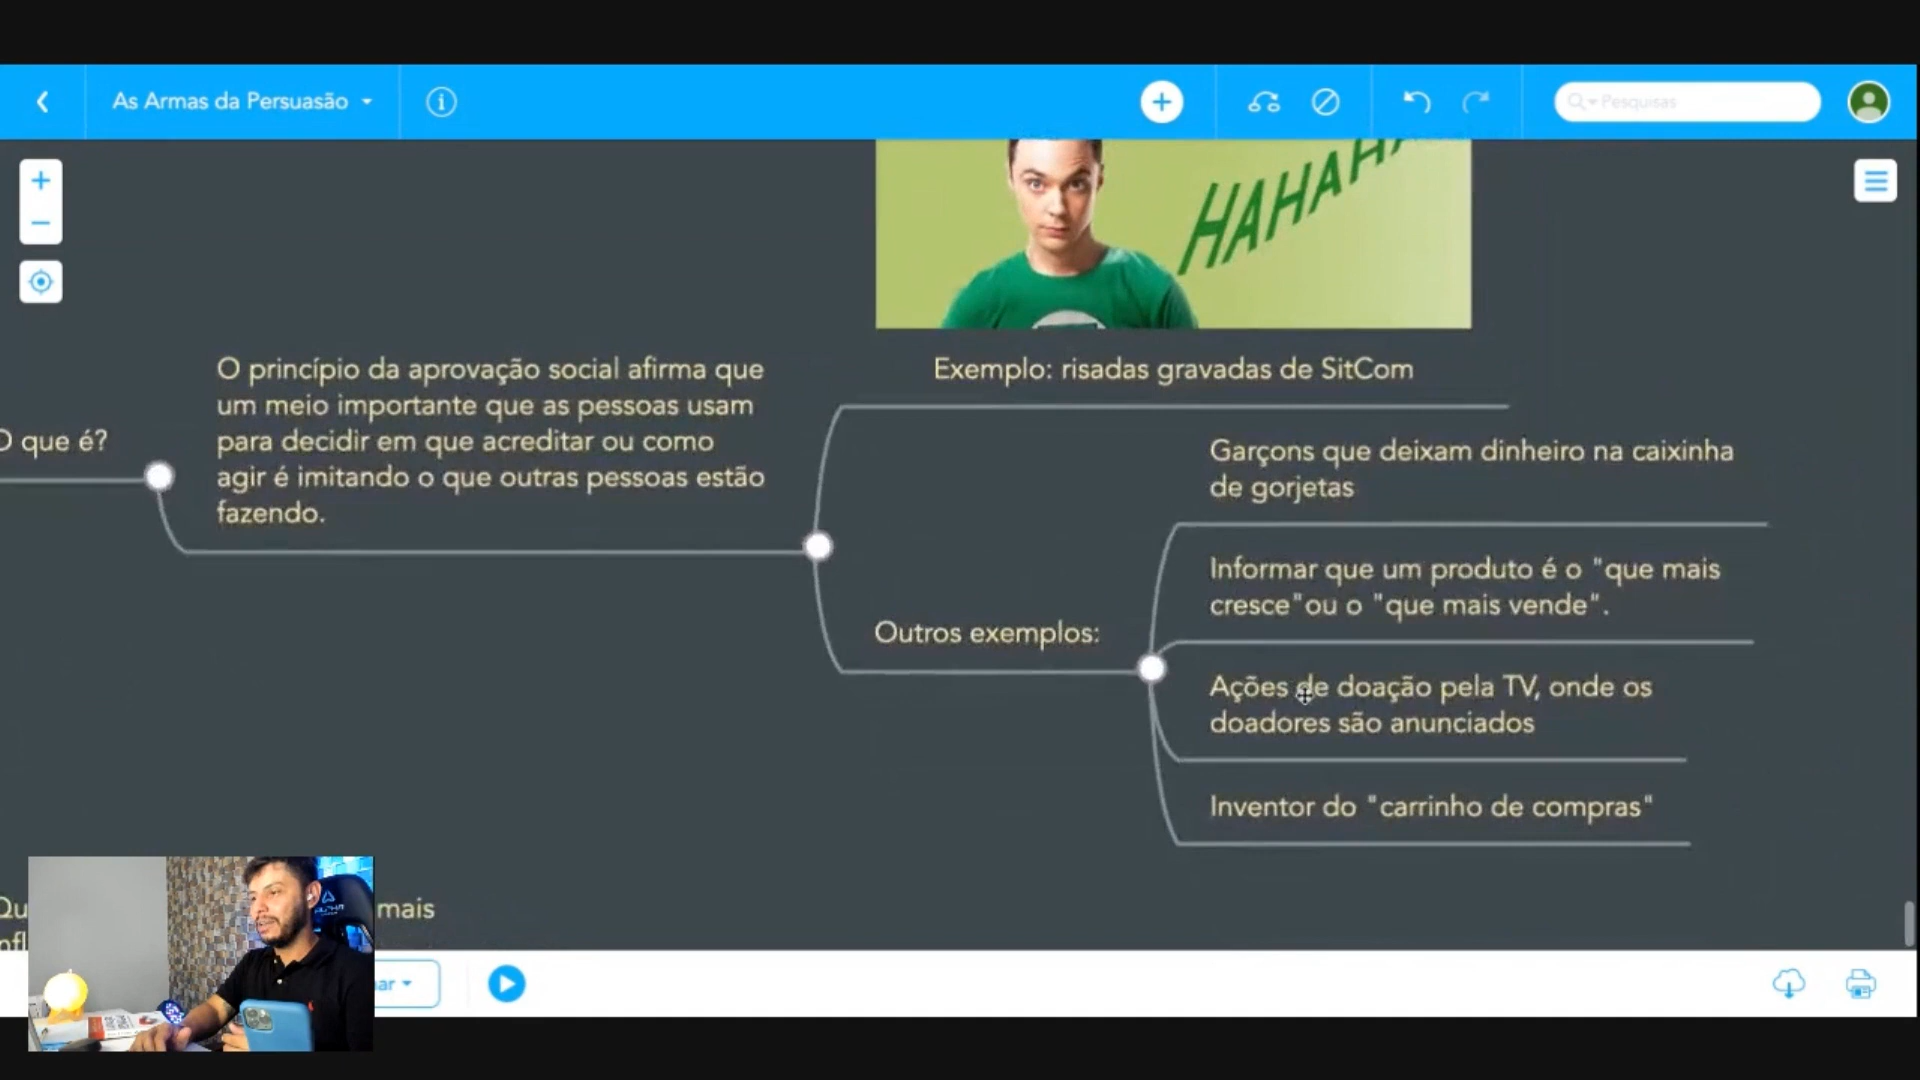 As Armas da Persuasão
Pesquisas
HAHAHA
O princípio da aprovação social afirma que
um meio importante que as pessoas usam
para decidir em que acreditar ou como
agir é imitando o que outras pessoas estão
fazendo.
O que é?
Exemplo: risadas gravadas de SitCom
Garçons que deixam dinheiro na caixinha
de gorjetas
Informar que um produto é o "que mais
cresce"ou o "que mais vende".
Outros exemplos:
Ações de doação pela TV, onde os
doadores são anunciados
Inventor do "carrinho de compras"
mais